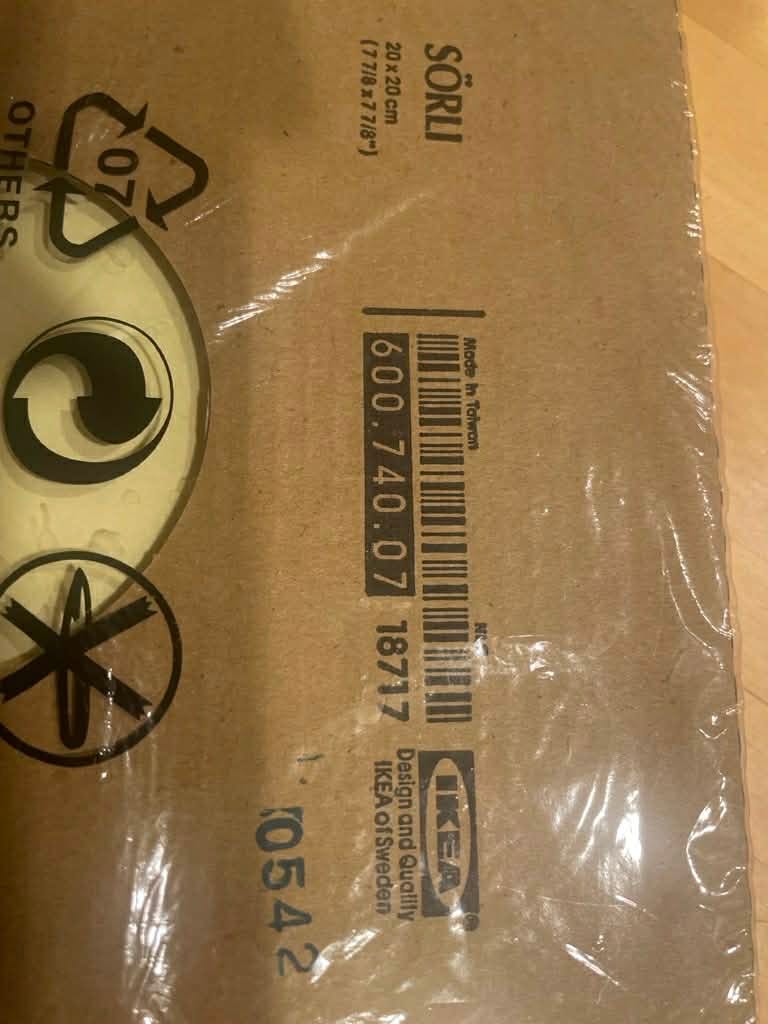 SÖRLI
20 x 20 cm
(7 7/8 x 7 7/8")
07
OTHERS
Made in Taiwan
600.740.07 18717
IKEA®
Design and Quality
IKEA of Sweden
10542